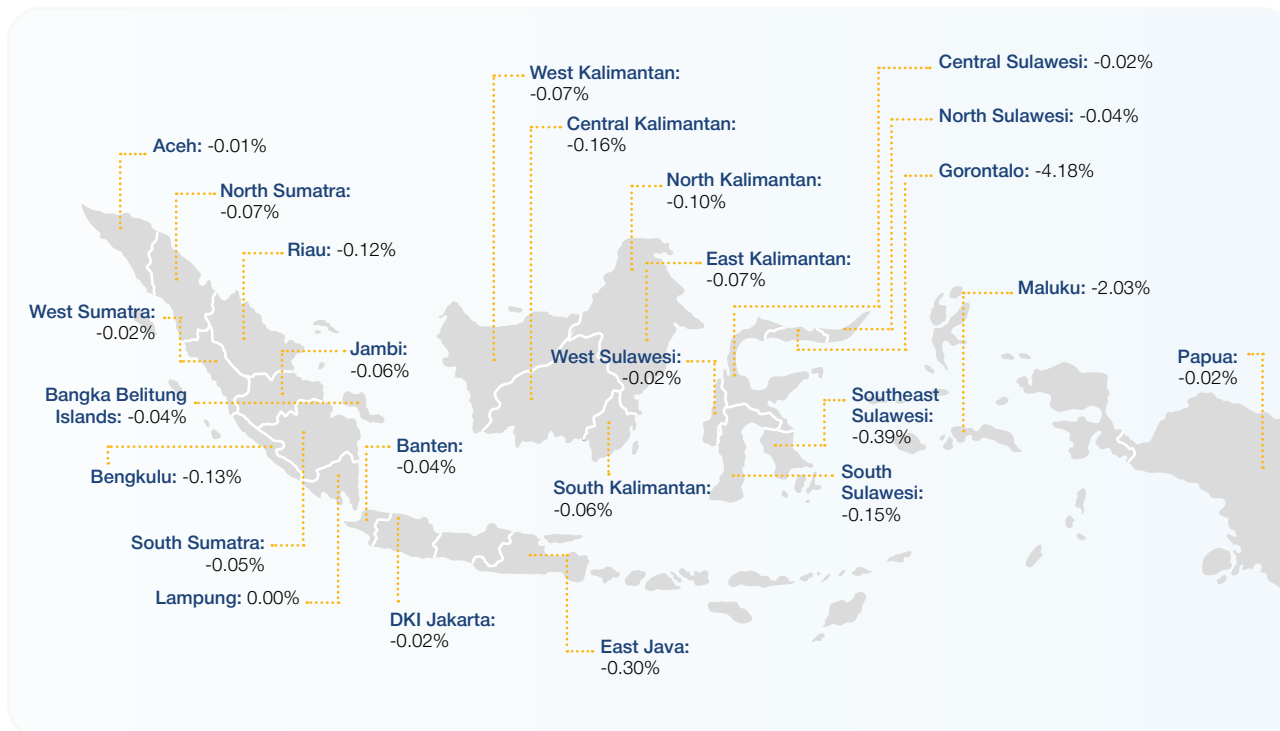 Central Sulawesi: -0.02%
West Kalimantan:
-0.07%
North Sulawesi: -0.04%
Central Kalimantan:
-0.16%
Aceh: -0.01%
Gorontalo: -4.18%
North Kalimantan:
-0.10%
North Sumatra:
-0.07%
Riau: -0.12%
East Kalimantan:
-0.07%
Maluku: -2.03%
West Sumatra:
-0.02%
Jambi:
-0.06%
West Sulawesi:
-0.02%
Papua:
-0.02%
Bangka Belitung
Islands: -0.04%
Southeast
Sulawesi:
-0.39%
Banten:
-0.04%
Bengkulu: -0.13%
South
Sulawesi:
-0.15%
South Kalimantan:
-0.06%
South Sumatra:
-0.05%
Lampung: 0.00%
DKI Jakarta:
-0.02%
East Java:
-0.30%